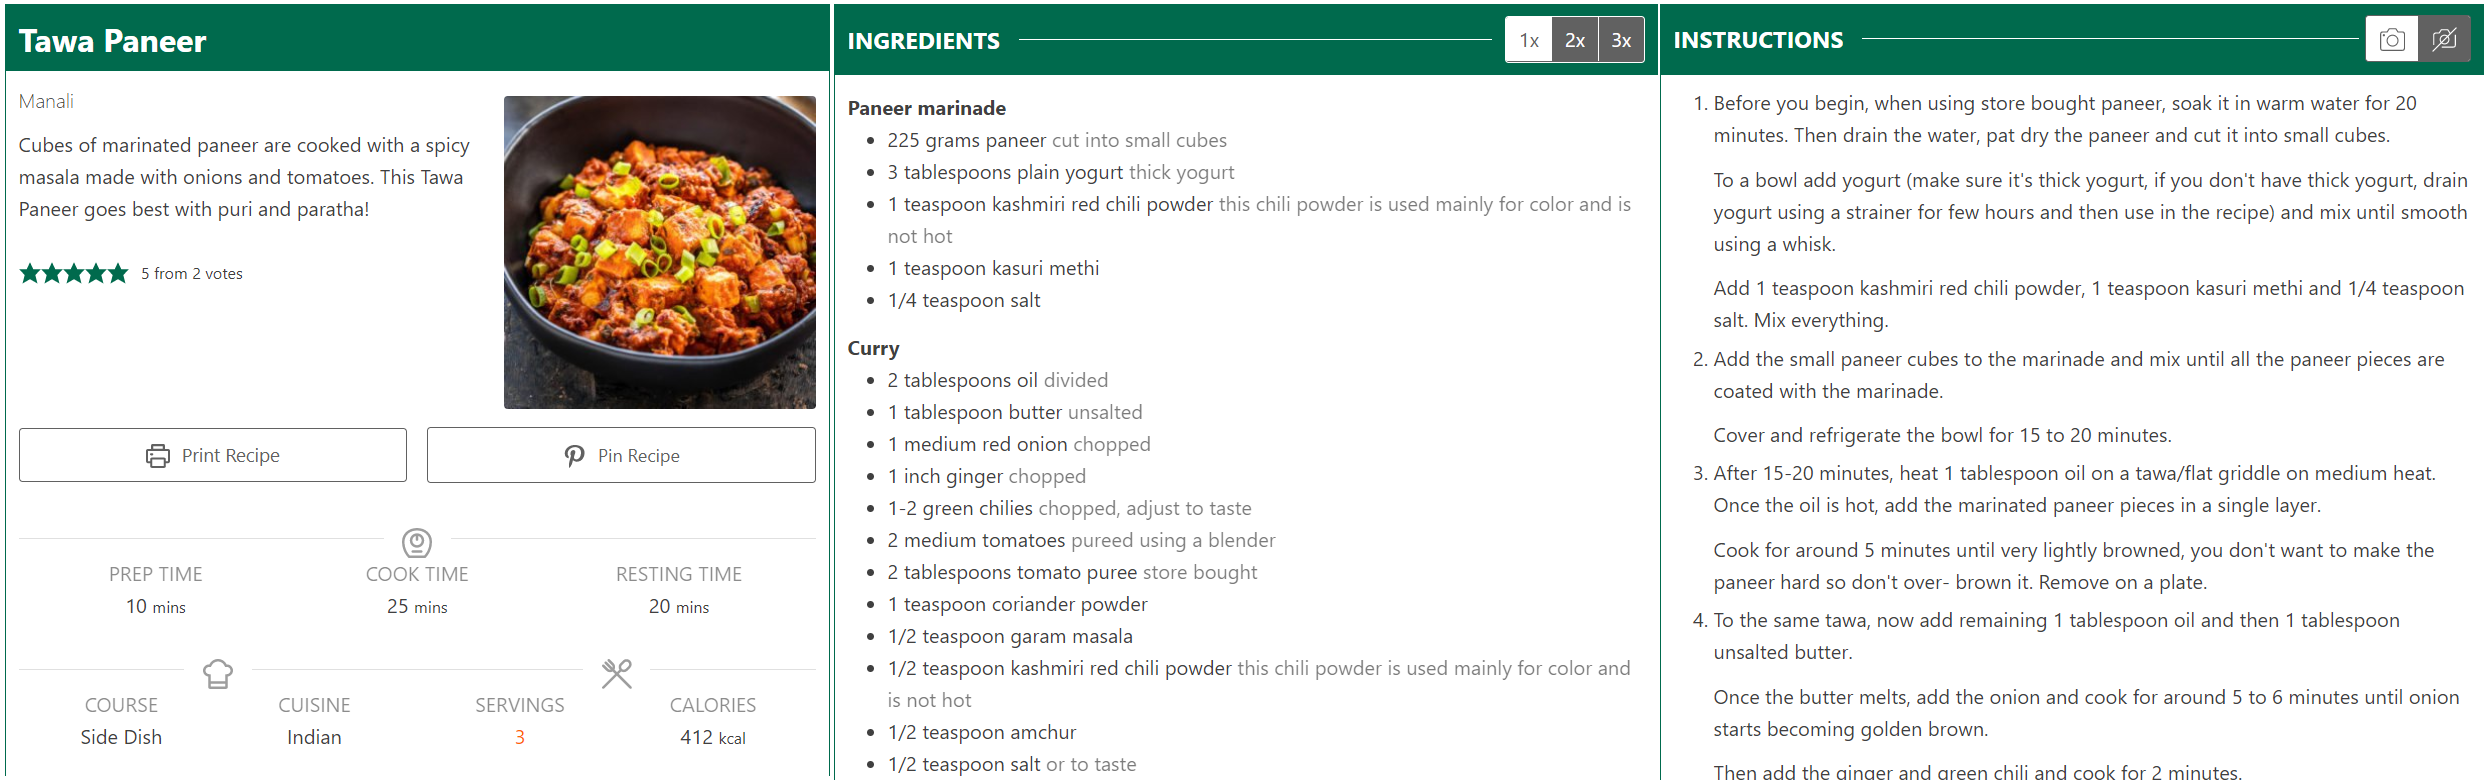 Tawa Paneer
Manali
Cubes of marinated paneer are cooked with a spicy
masala made with onions and tomatoes. This Tawa
Paneer goes best with puri and paratha!
5 from 2 votes
Print Recipe
Pin Recipe
PREP TIME
10 mins
COOK TIME
25 mins
RESTING TIME
20 mins
COURSE
Side Dish
CUISINE
Indian
SERVINGS
3
CALORIES
412 kcal
INGREDIENTS
1x 2x 3x
Paneer marinade
• 225 grams paneer cut into small cubes
• 3 tablespoons plain yogurt thick yogurt
• 1 teaspoon kashmiri red chili powder this chili powder is used mainly for color and is
not hot
• 1 teaspoon kasuri methi
• 1/4 teaspoon salt
Curry
• 2 tablespoons oil divided
• 1 tablespoon butter unsalted
• 1 medium red onion chopped
• 1 inch ginger chopped
• 1-2 green chilies chopped, adjust to taste
• 2 medium tomatoes pureed using a blender
• 2 tablespoons tomato puree store bought
• 1 teaspoon coriander powder
• 1/2 teaspoon garam masala
• 1/2 teaspoon kashmiri red chili powder this chili powder is used mainly for color and
is not hot
• 1/2 teaspoon amchur
• 1/2 teaspoon salt or to taste
INSTRUCTIONS
1. Before you begin, when using store bought paneer, soak it in warm water for 20
minutes. Then drain the water, pat dry the paneer and cut it into small cubes.
To a bowl add yogurt (make sure it's thick yogurt, if you don't have thick yogurt, drain
yogurt using a strainer for few hours and then use in the recipe) and mix until smooth
using a whisk.
Add 1 teaspoon kashmiri red chili powder, 1 teaspoon kasuri methi and 1/4 teaspoon
salt. Mix everything.
2. Add the small paneer cubes to the marinade and mix until all the paneer pieces are
coated with the marinade.
Cover and refrigerate the bowl for 15 to 20 minutes.
3. After 15-20 minutes, heat 1 tablespoon oil on a tawa/flat griddle on medium heat.
Once the oil is hot, add the marinated paneer pieces in a single layer.
Cook for around 5 minutes until very lightly browned, you don't want to make the
paneer hard so don't over- brown it. Remove on a plate.
4. To the same tawa, now add remaining 1 tablespoon oil and then 1 tablespoon
unsalted butter.
Once the butter melts, add the onion and cook for around 5 to 6 minutes until onion
starts becoming golden brown.
Then add the ginger and green chili and cook for 2 minutes.